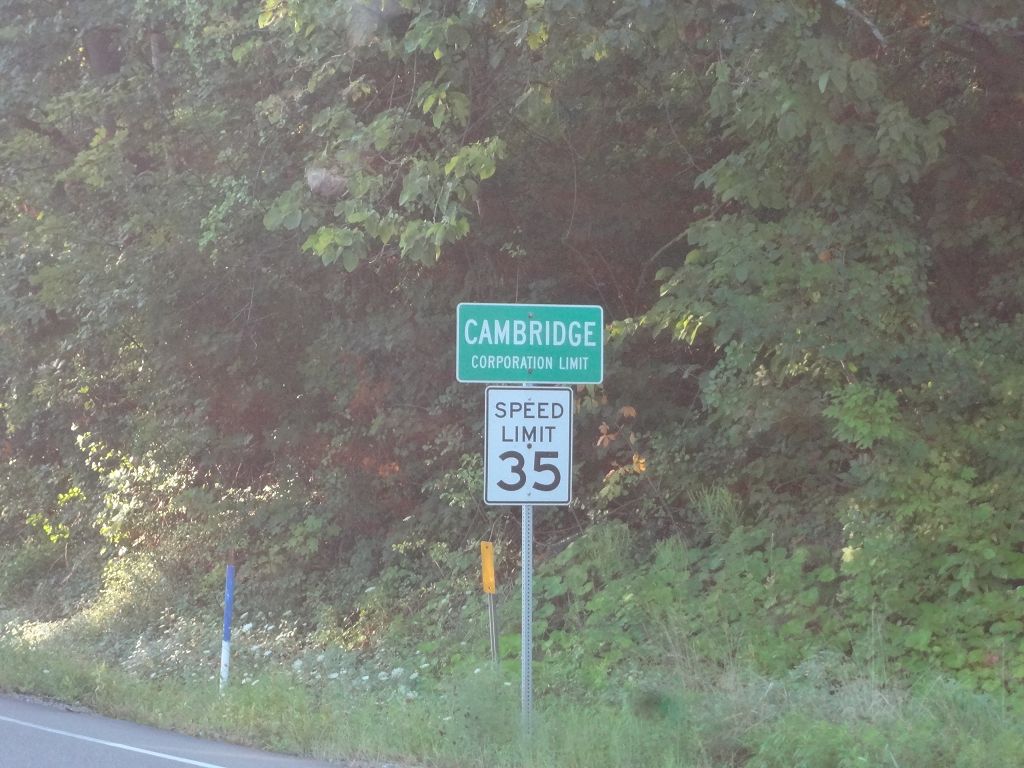 CAMBRIDGE
CORPORATION LIMIT
SPEED
LIMIT
35